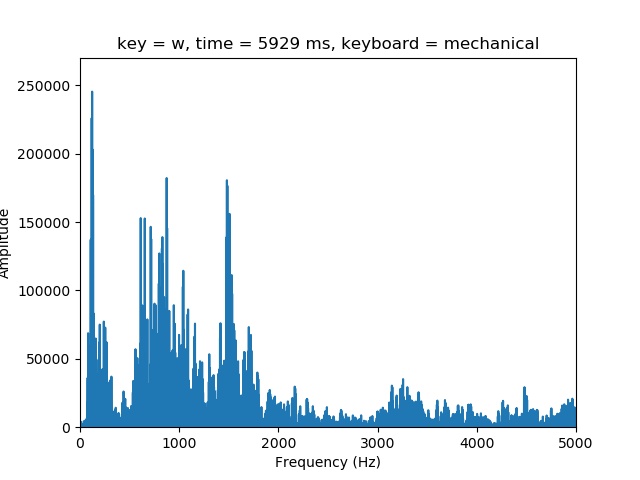 key = w, time = 5929 ms, keyboard = mechanical
250000
200000
150000
100000
50000
0
Amplitude
0 1000 2000 3000 4000 5000
Frequency (Hz)